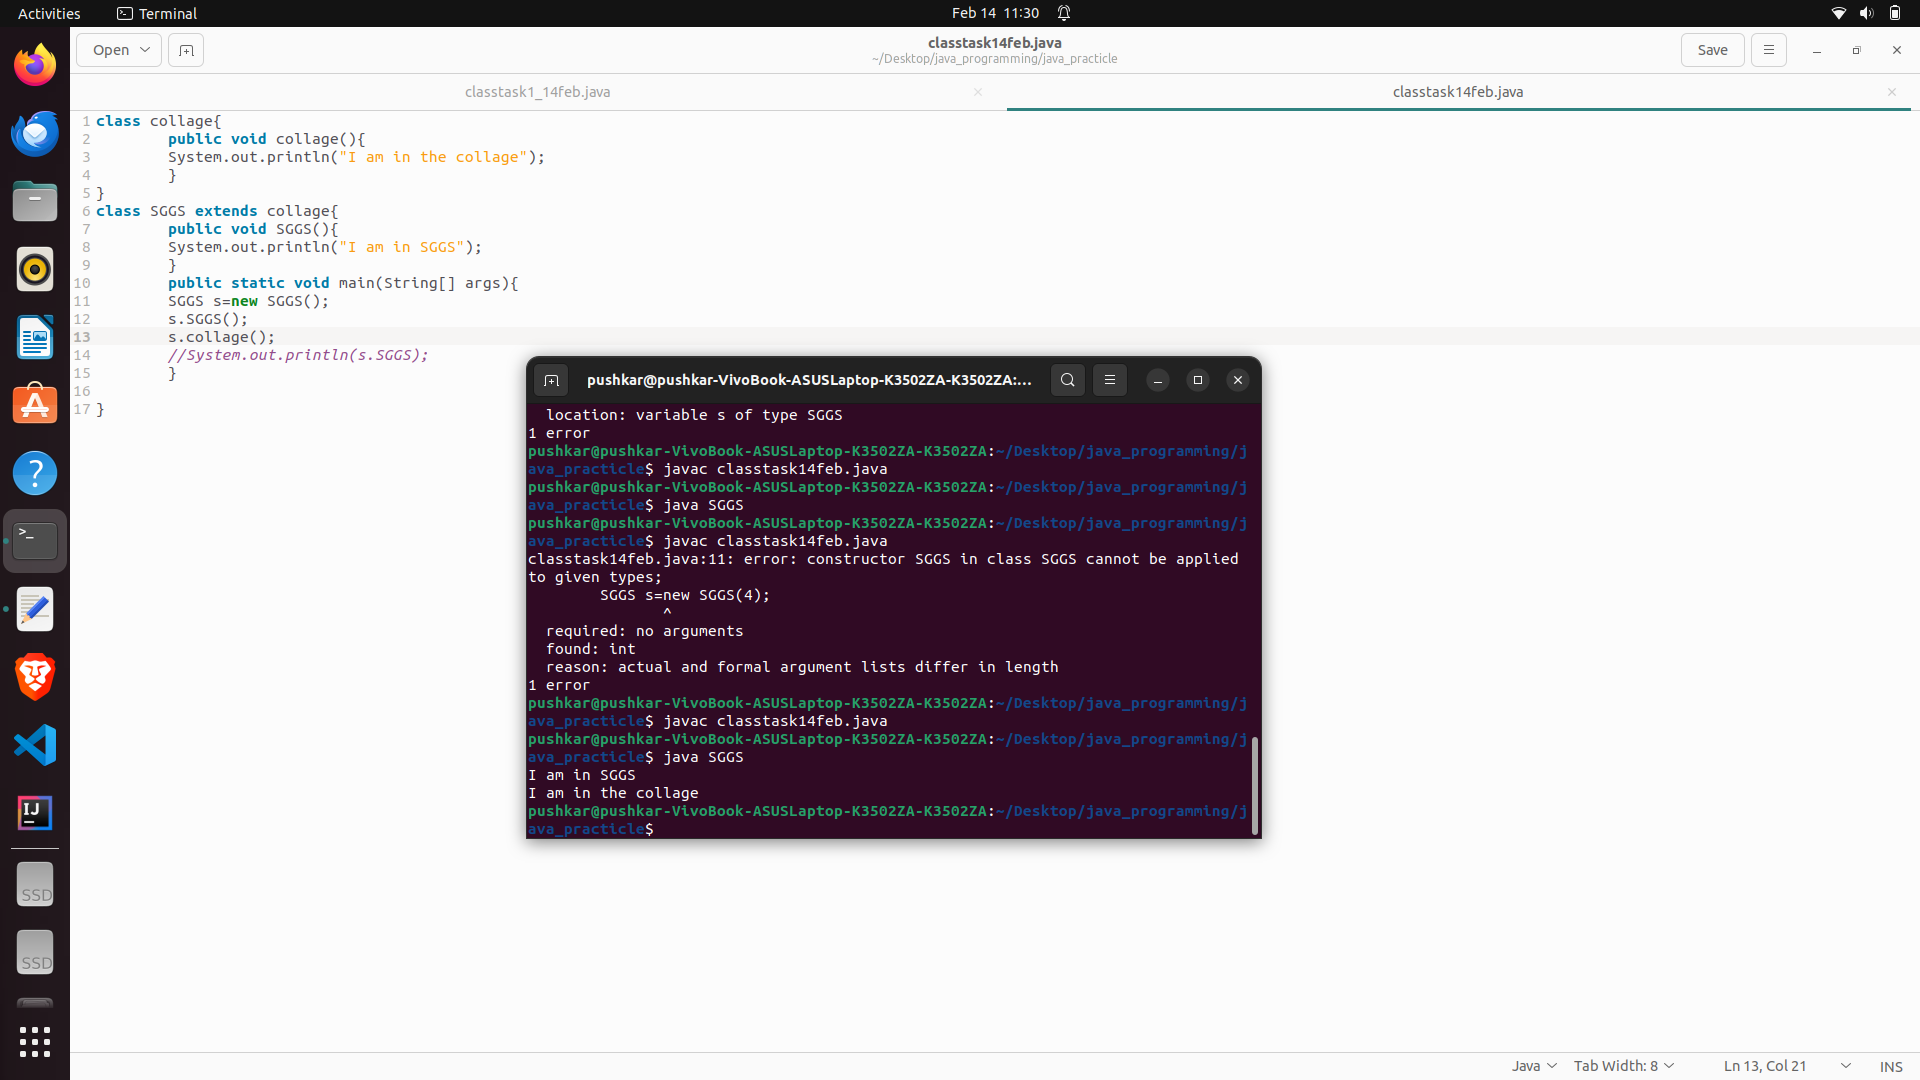 Activities
Terminal
Feb 14 11:30
Open
classtask14feb.java
~/Desktop/java_programming/java_practicle
Save
classtask1_14feb.java
classtask14feb.java
1 class collage{
2 public void collage(){
3 System.out.println("I am in the collage");
4 }
5 }
6 class SGGS extends collage{
7 public void SGGS(){
8 System.out.println("I am in SGGS");
9 }
10 public static void main(String[] args){
11 SGGS s=new SGGS();
12 s.SGGS();
13 s.collage();
14 //System.out.println(s.SGGS);
15 }
16
17 }
pushkar@pushkar-VivoBook-ASUSLaptop-K3502ZA-K3502ZA:...
location: variable s of type SGGS
1 error
pushkar@pushkar-VivoBook-ASUSLaptop-K3502ZA-K3502ZA:~/Desktop/java_programming/j
ava_practicle$ javac classtask14feb.java
pushkar@pushkar-VivoBook-ASUSLaptop-K3502ZA-K3502ZA:~/Desktop/java_programming/j
ava_practicle$ java SGGS
pushkar@pushkar-VivoBook-ASUSLaptop-K3502ZA-K3502ZA:~/Desktop/java_programming/j
ava_practicle$ javac classtask14feb.java
classtask14feb.java:11: error: constructor SGGS in class SGGS cannot be applied
to given types;
SGGS s=new SGGS(4);
^
required: no arguments
found: int
reason: actual and formal argument lists differ in length
1 error
pushkar@pushkar-VivoBook-ASUSLaptop-K3502ZA-K3502ZA:~/Desktop/java_programming/j
ava_practicle$ javac classtask14feb.java
pushkar@pushkar-VivoBook-ASUSLaptop-K3502ZA-K3502ZA:~/Desktop/java_programming/j
ava_practicle$ java SGGS
I am in SGGS
I am in the collage
pushkar@pushkar-VivoBook-ASUSLaptop-K3502ZA-K3502ZA:~/Desktop/java_programming/j
ava_practicle$
IJ
SSD
SSD
Java
Tab Width: 8
Ln 13, Col 21
INS